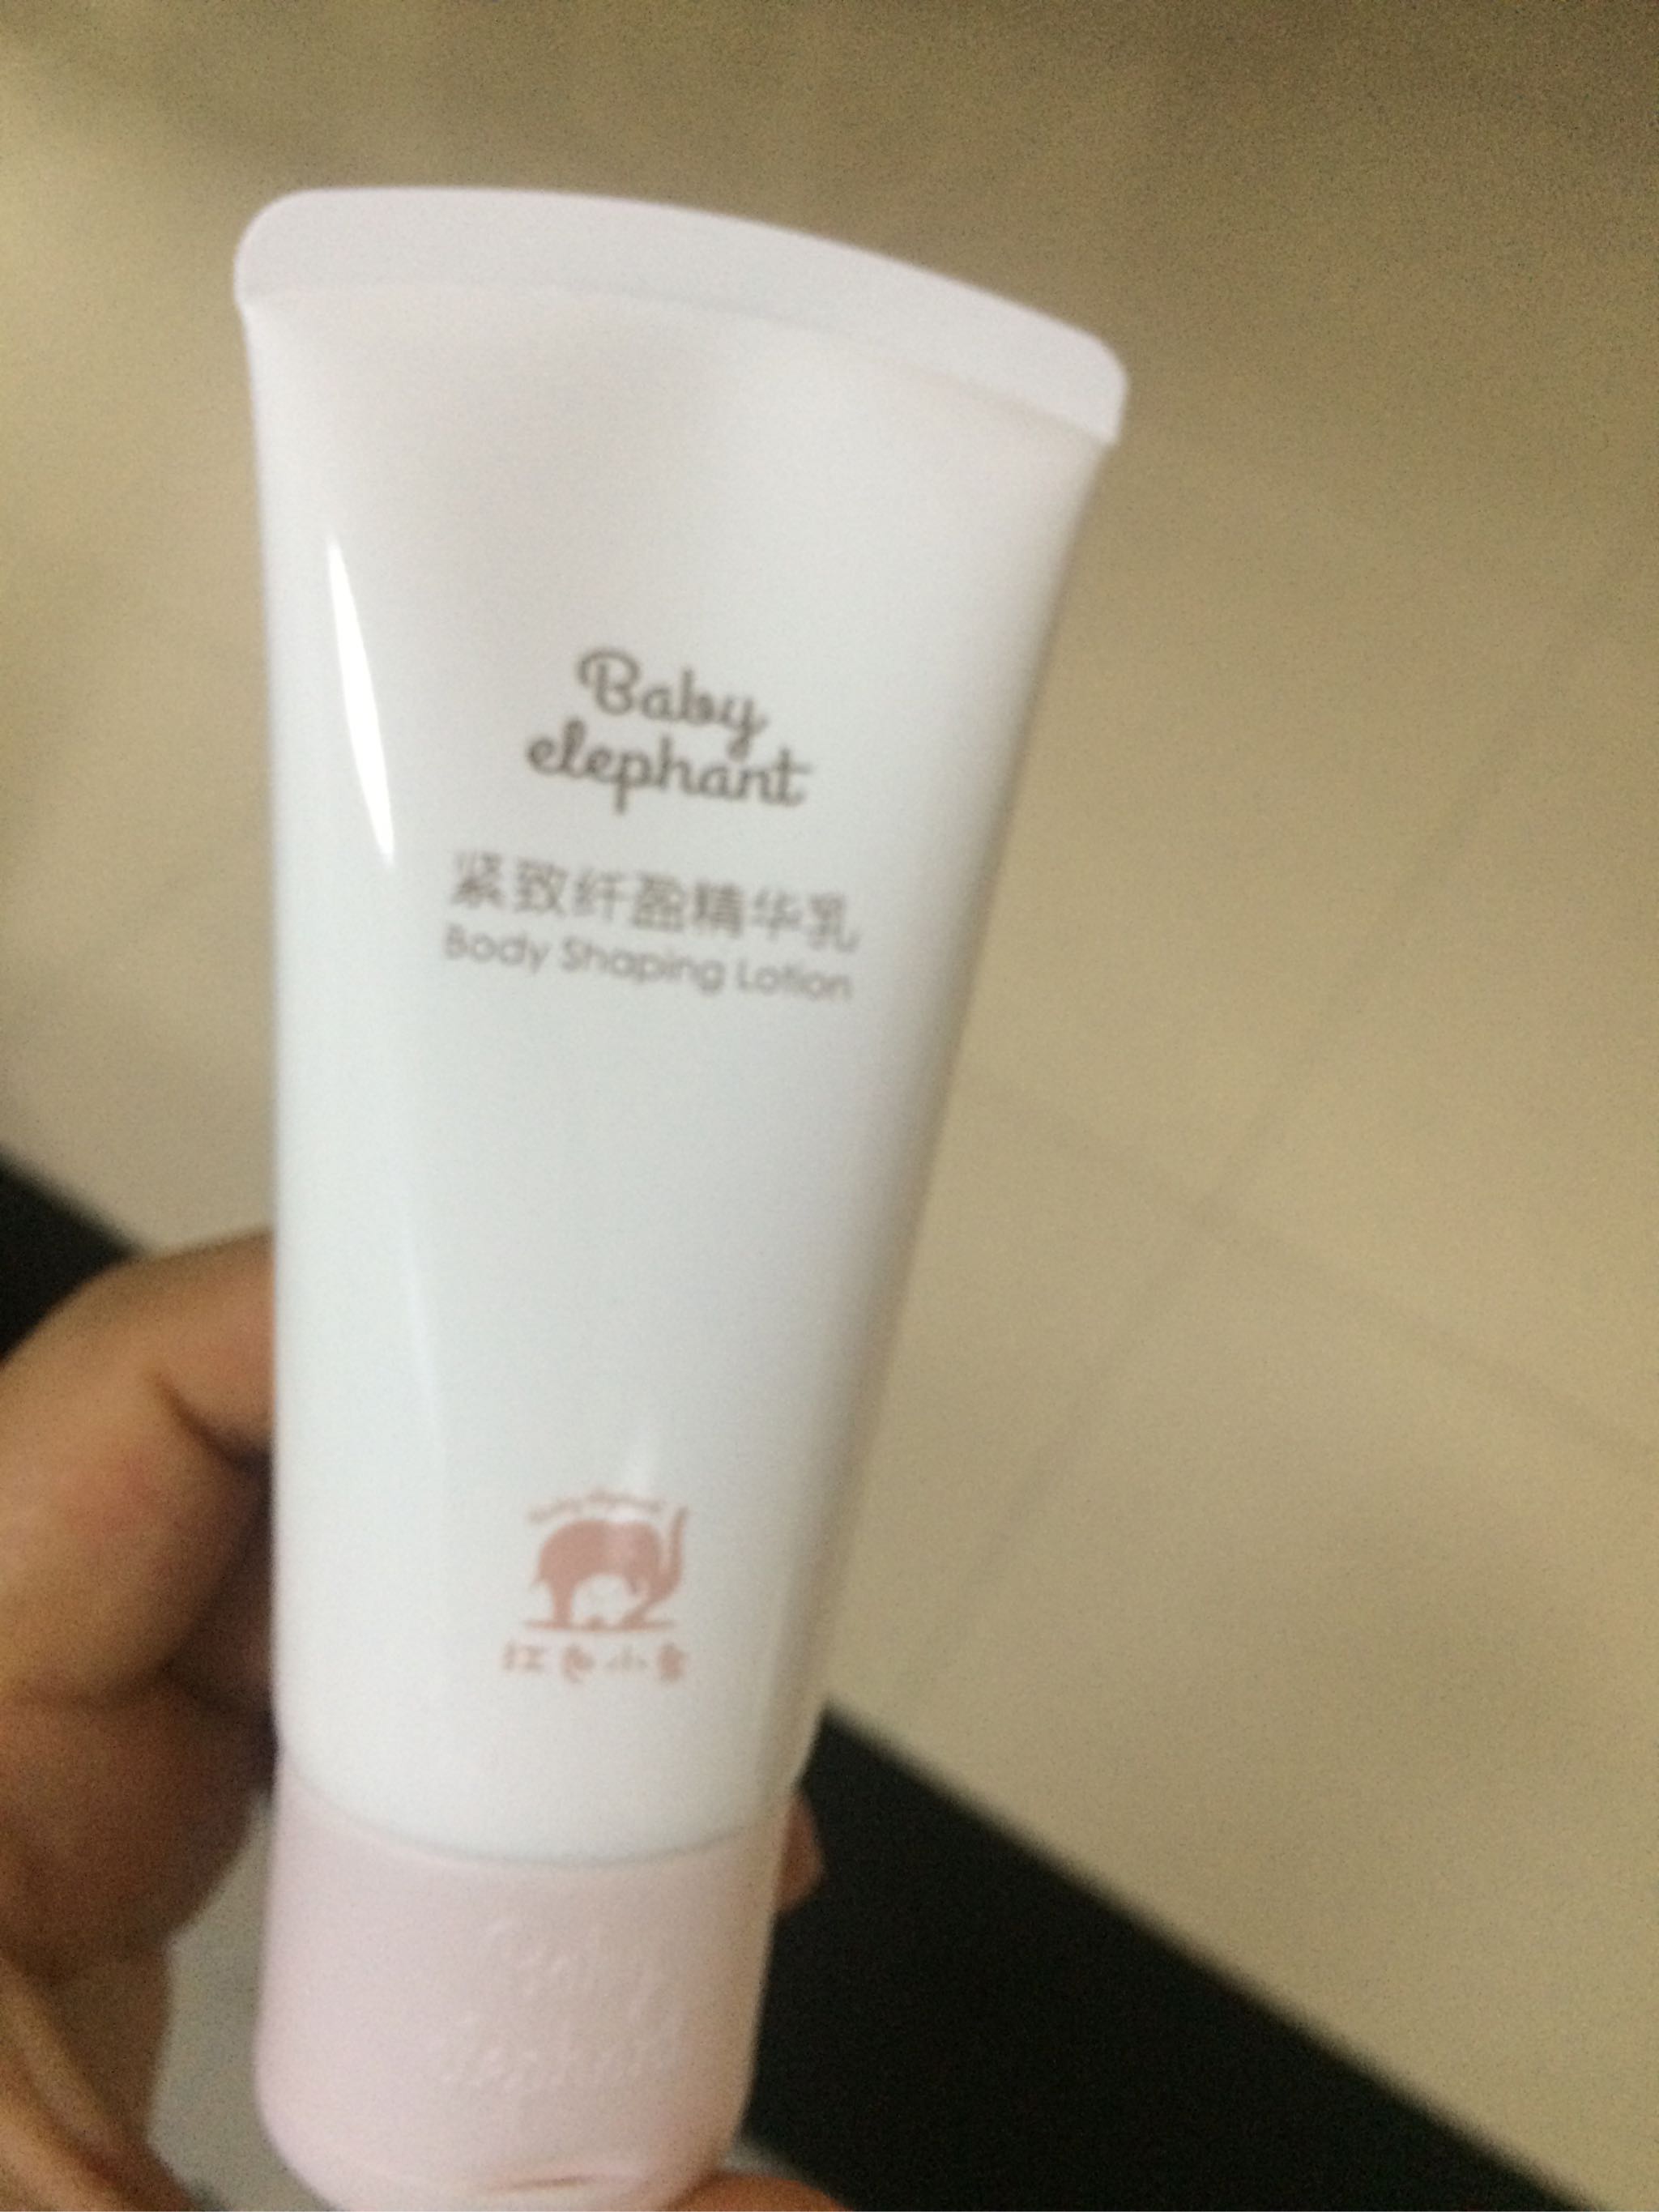 Baby
elephant
紧致纤盈精华乳
Body Shaping Lotion
红色小象